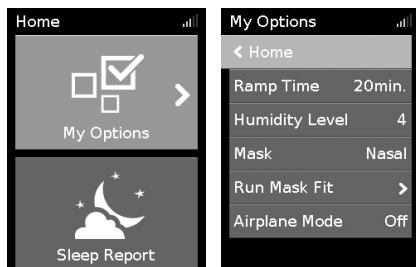 Home
My Options
Sleep Report
My Options
Home
Ramp Time 20min.
Humidity Level 4
Mask Nasal
Run Mask Fit
Airplane Mode Off